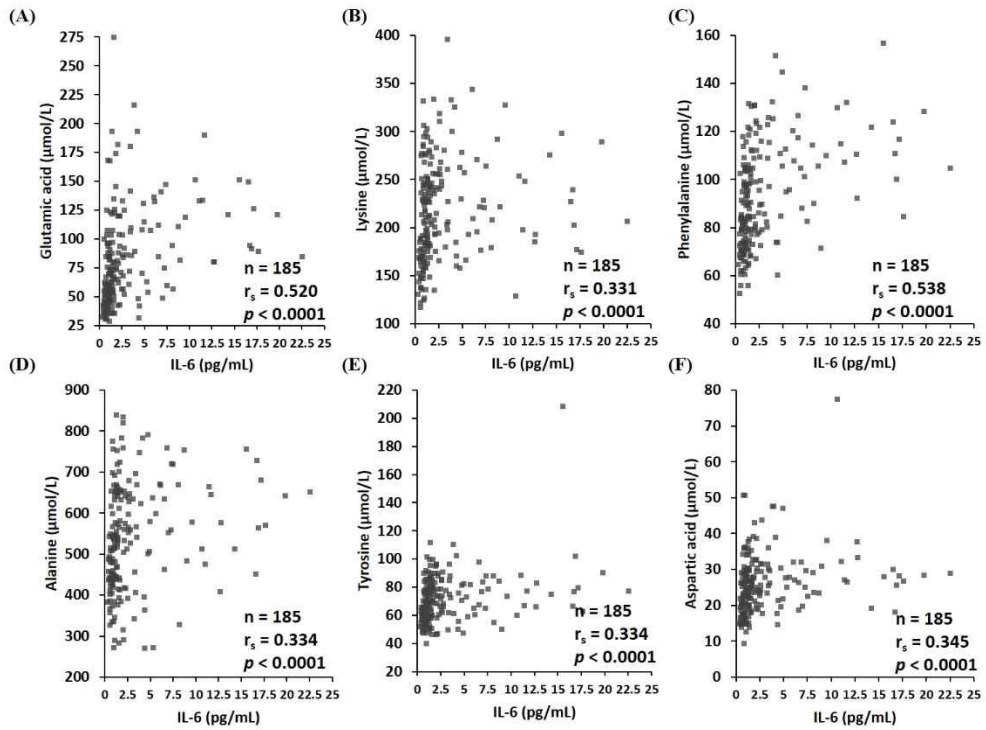 (A)
Glutamic acid (µmol/L)
275
250
225
200
175
150
125
100
75
50
25
0 2.5 5 7.5 10 12.5 15 17.5 20 22.5 25
IL-6 (pg/mL)
n = 185
rs 0.520
p < 0.0001
(B)
Lysine (µmol/L)
400
350
300
250
200
150
100
0 2.5 5 7.5 10 12.5 15 17.5 20 22.5 25
IL-6 (pg/mL)
n = 185
rs 0.331
p < 0.0001
(C)
Phenylalanine (µmol/L)
160
140
120
100
80
60
40
0 2.5 5 7.5 10 12.5 15 17.5 20 22.5 25
IL-6 (pg/mL)
n = 185
rs 0.538
p < 0.0001
(D)
Alanine (µmol/L)
900
800
700
600
500
400
300
200
0 2.5 5 7.5 10 12.5 15 17.5 20 22.5 25
IL-6 (pg/mL)
n = 185
rs 0.334
p < 0.0001
(E)
Tyrosine (µmol/L)
220
200
180
160
140
120
100
80
60
40
20
0 2.5 5 7.5 10 12.5 15 17.5 20 22.5 25
IL-6 (pg/mL)
n = 185
rs 0.334
p < 0.0001
(F)
Aspartic acid (µmol/L)
80
70
60
50
40
30
20
10
0
0 2.5 5 7.5 10 12.5 15 17.5 20 22.5 25
IL-6 (pg/mL)
n = 185
rs 0.345
p < 0.0001